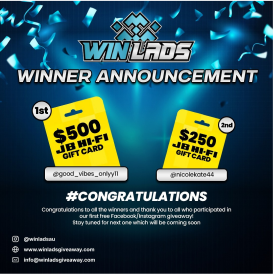 WINLADS
WINNER ANNOUNCEMENT
1st
$500
JB HI-FI
GIFT CARD
@good_vibes_onlyy11
2nd
$250
JB HI-FI
GIFT CARD
@nicolekate44
#CONGRATULATIONS
Congratulations to all the winners and thank you to all who participated in
our first free Facebook/Instagram giveaway!
Stay tuned for next one which will be coming soon
@winladsau
www.winladsgiveaway.com
info@winladsgiveaway.com